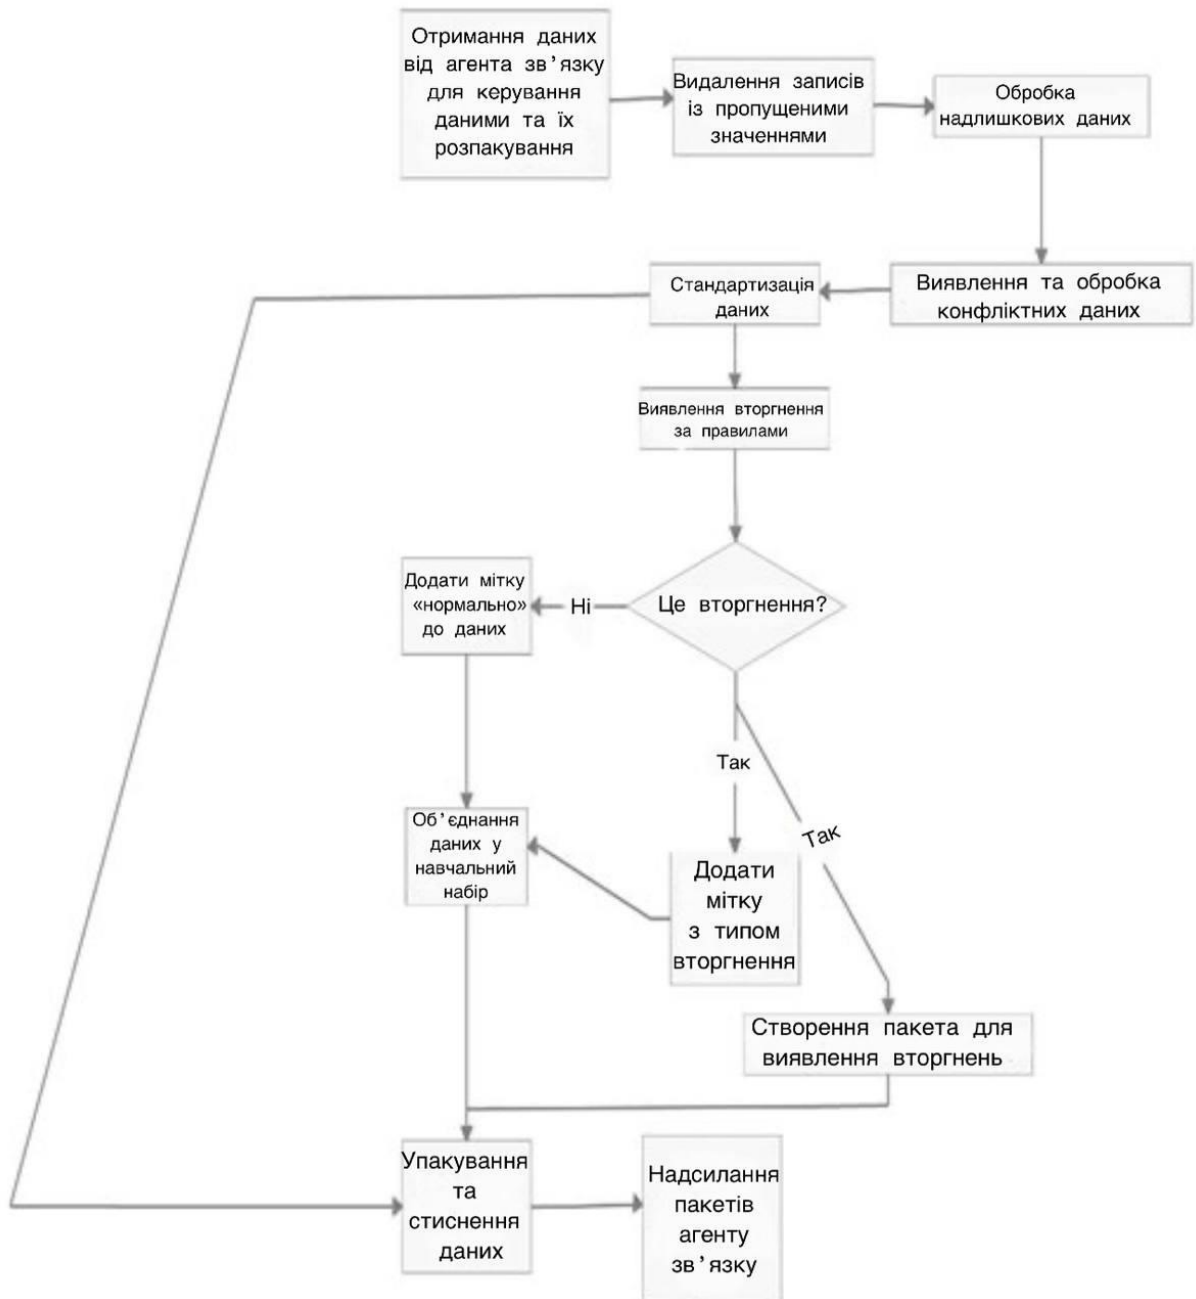 Отримання даних
від агента зв’язку
для керування
даними та їх
розпакування
Видалення записів
із пропущеними
значеннями
Обробка
надлишкових даних
Виявлення та обробка
конфліктних даних
Стандартизація
даних
Виявлення вторгнення
за правилами
Це вторгнення?
Ні
Додати мітку
«нормально»
до даних
Так
Так
Додати
мітку
з типом
вторгнення
Об’єднання
даних у
навчальний
набір
Створення пакета для
виявлення вторгнень
Упакування
та
стиснення
даних
Надсилання
пакетів
агенту
зв’язку